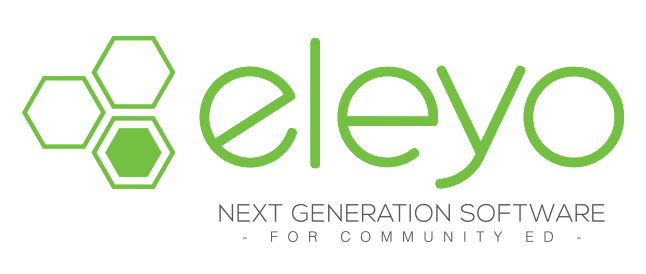 eleyo
NEXT GENERATION SOFTWARE
- FOR COMMUNITY ED -